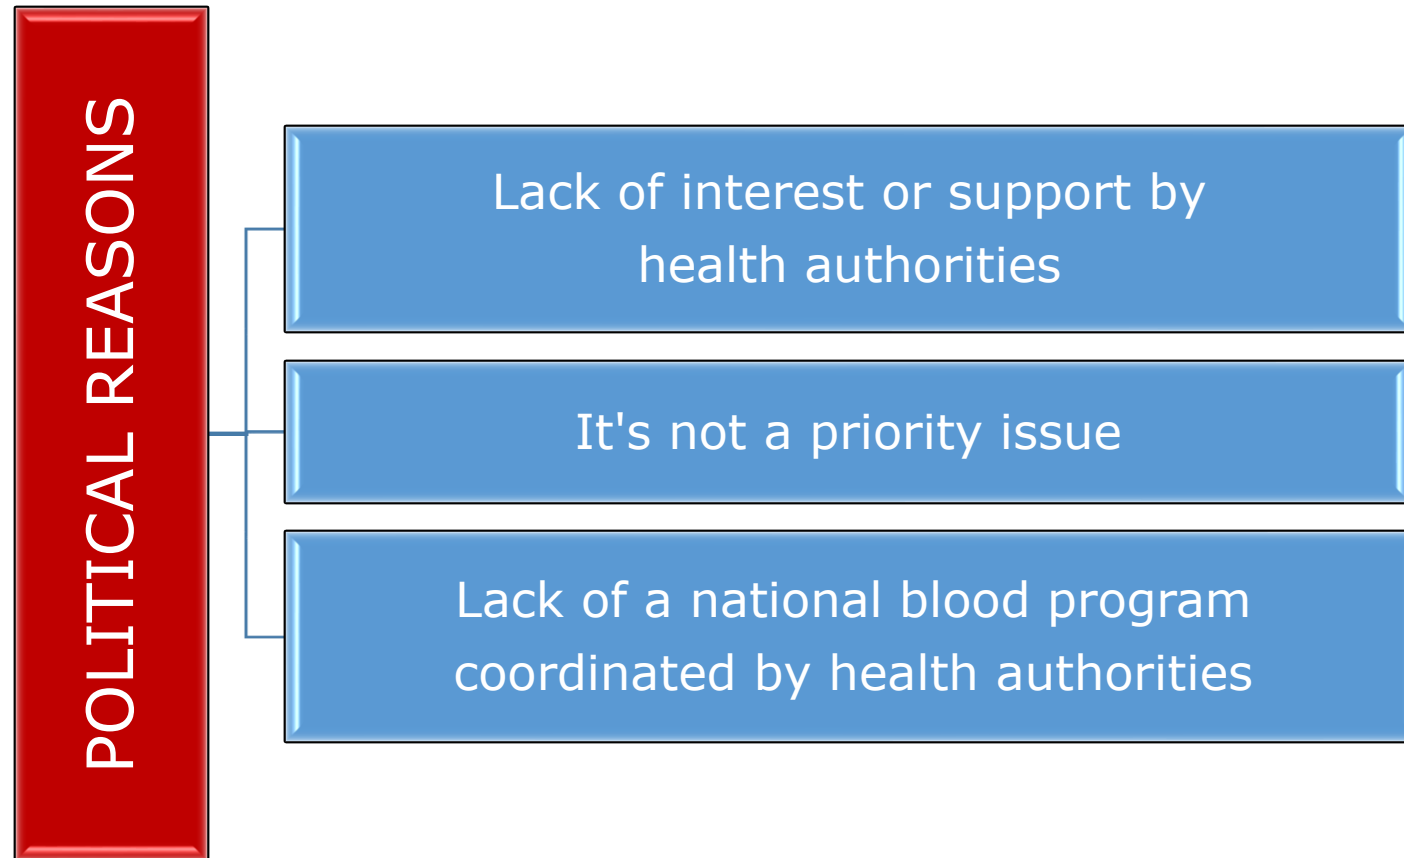 POLITICAL REASONS
Lack of interest or support by
health authorities
It's not a priority issue
Lack of a national blood program
coordinated by health authorities